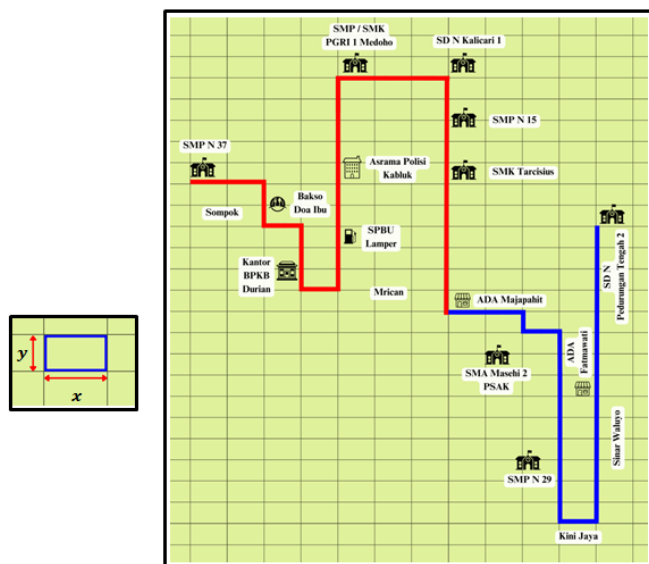 SMP / SMK
PGRI 1 Medoho
SD N Kalicari 1
SMP N 15
SMP N 37
Asrama Polisi
Kabluk
SMK Tarcisius
Bakso
Doa Ibu
Sompok
SPBU
Lamper
SD N
Pedurungan Tengah 2
Kantor
BPKB
Durian
Mrican
ADA Majapahit
ADA
Fatmawati
SMA Masehi 2
PSAK
Sinar Waluyo
SMP N 29
Kini Jaya
y
x